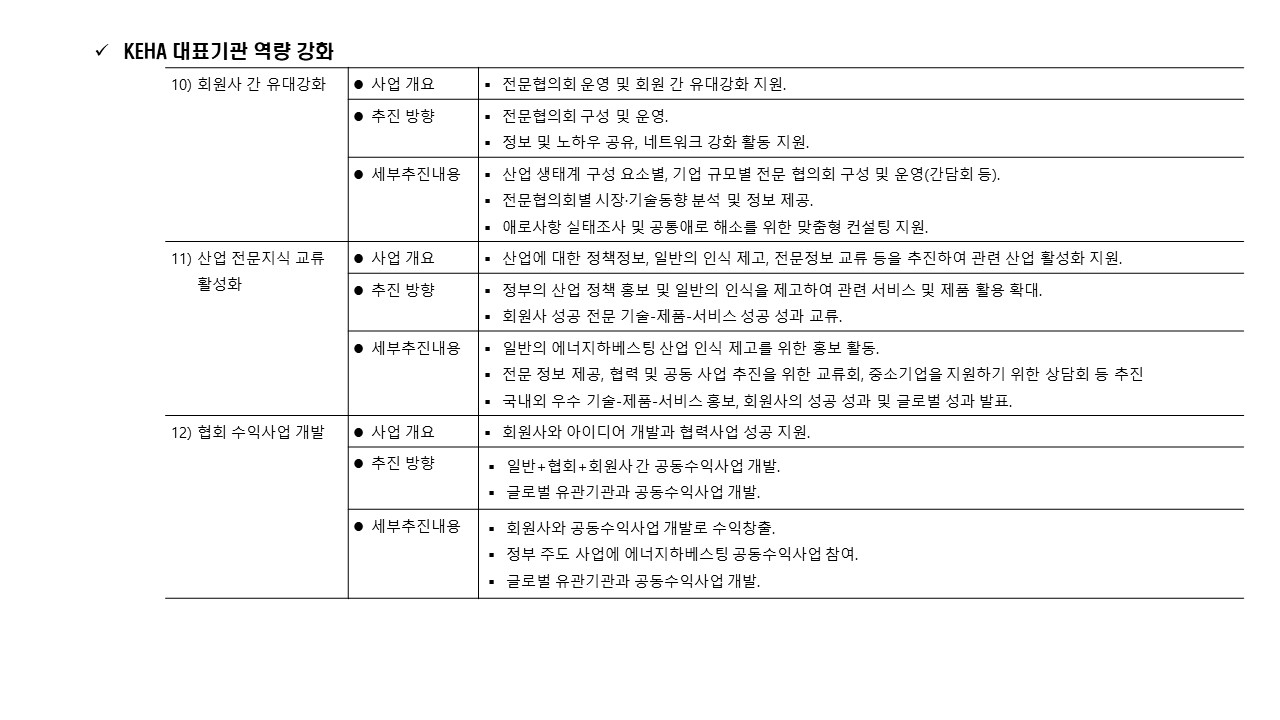 ✓ KEHA 대표기관 역량 강화
10) 회원사 간 유대강화
● 사업 개요
▪ 전문협의회 운영 및 회원 간 유대강화 지원.
● 추진 방향
▪ 전문협의회 구성 및 운영.
▪ 정보 및 노하우 공유, 네트워크 강화 활동 지원.
● 세부추진내용
▪ 산업 생태계 구성 요소별, 기업 규모별 전문 협의회 구성 및 운영(간담회 등).
▪ 전문협의회별 시장·기술동향 분석 및 정보 제공.
▪ 애로사항 실태조사 및 공통애로 해소를 위한 맞춤형 컨설팅 지원.
11) 산업 전문지식 교류
활성화
● 사업 개요
▪ 산업에 대한 정책정보, 일반의 인식 제고, 전문정보 교류 등을 추진하여 관련 산업 활성화 지원.
● 추진 방향
▪ 정부의 산업 정책 홍보 및 일반의 인식을 제고하여 관련 서비스 및 제품 활용 확대.
▪ 회원사 성공 전문 기술-제품-서비스 성공 성과 교류.
● 세부추진내용
▪ 일반의 에너지하베스팅 산업 인식 제고를 위한 홍보 활동.
▪ 전문 정보 제공, 협력 및 공동 사업 추진을 위한 교류회, 중소기업을 지원하기 위한 상담회 등 추진
▪ 국내외 우수 기술-제품-서비스 홍보, 회원사의 성공 성과 및 글로벌 성과 발표.
12) 협회 수익사업 개발
● 사업 개요
▪ 회원사와 아이디어 개발과 협력사업 성공 지원.
● 추진 방향
▪ 일반+협회+회원사 간 공동수익사업 개발.
▪ 글로벌 유관기관과 공동수익사업 개발.
● 세부추진내용
▪ 회원사와 공동수익사업 개발로 수익창출.
▪ 정부 주도 사업에 에너지하베스팅 공동수익사업 참여.
▪ 글로벌 유관기관과 공동수익사업 개발.